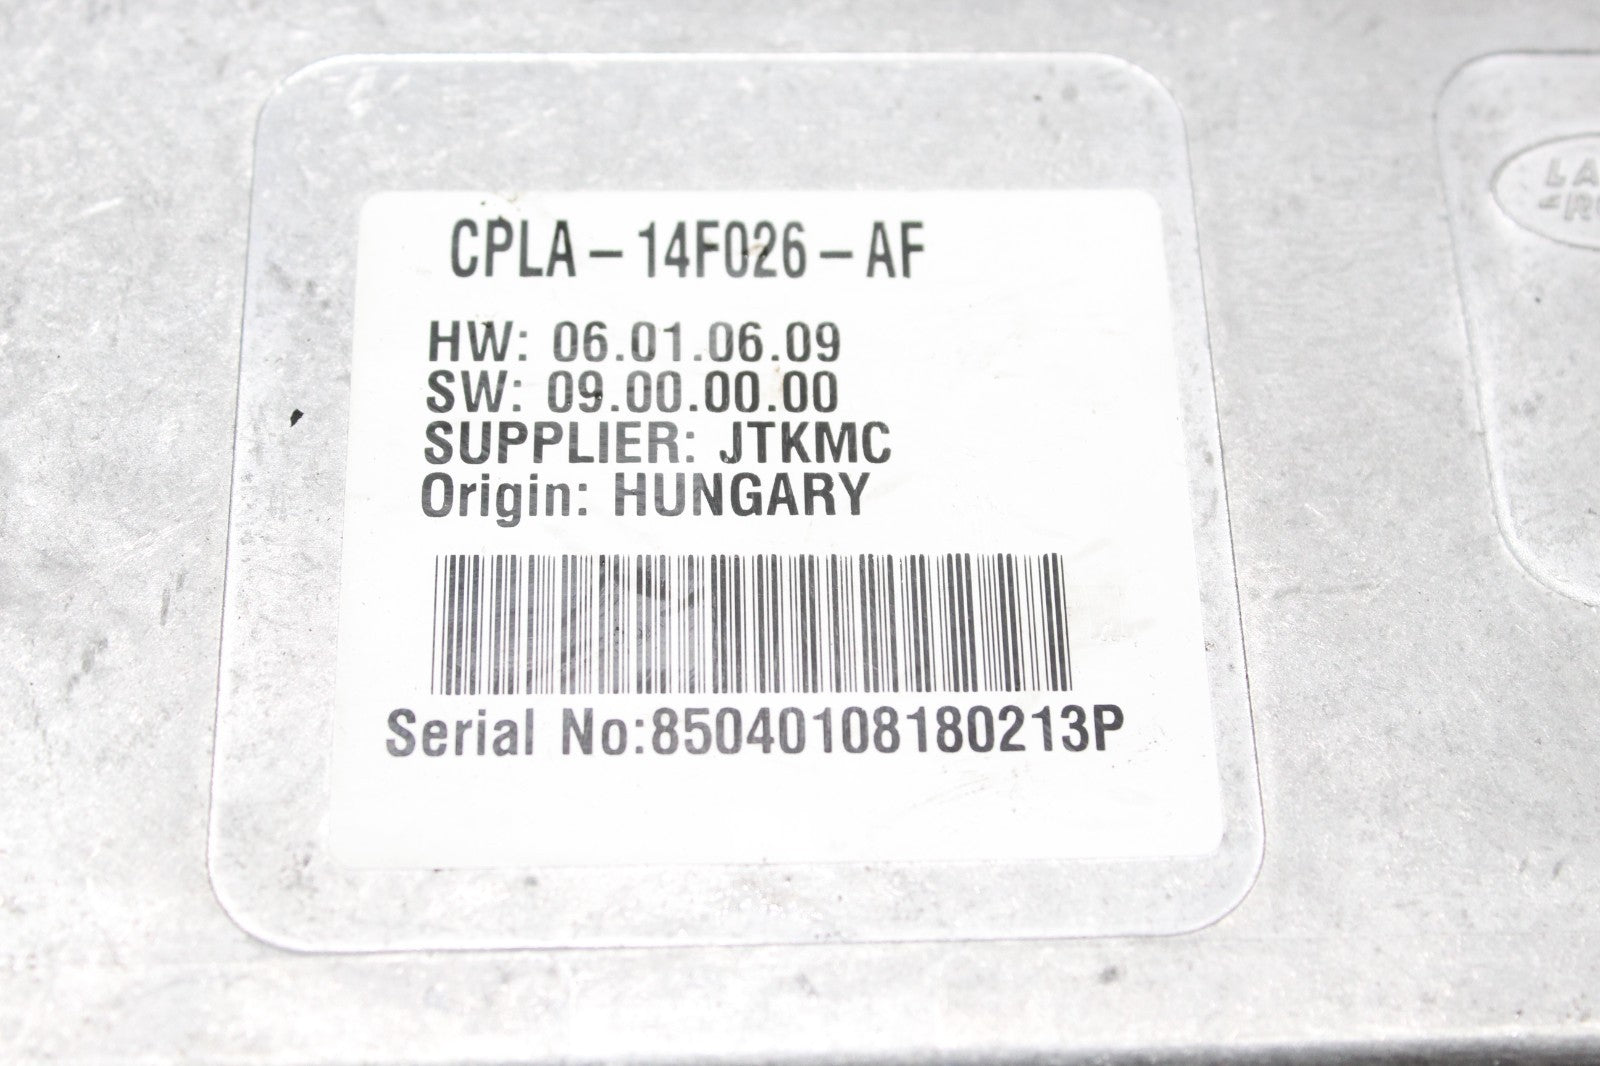 CPLA-14F026-AF
HW: 06.01.06.09
SW: 09.00.00.00
SUPPLIER: JTKMC
Origin: HUNGARY
Serial No:85040108180213P